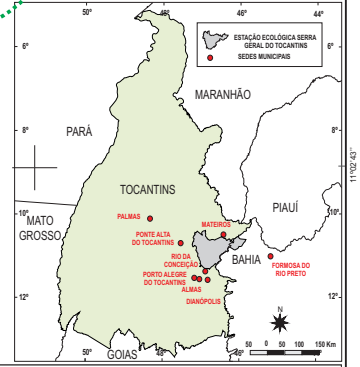 50°
46°
44°
ESTAÇÃO ECOLÓGICA SERRA
GERAL DO TOCANTINS
SEDES MUNICIPAIS
6°
6°
MARANHÃO
PARÁ
8°
8°
11°02'43"
TOCANTINS
PIAUÍ
10°
10°
PALMAS
MATEIROS
MATO
GROSSO
PONTE ALTA
DO TOCANTINS
RIO DA
CONCEIÇÃO
BAHIA
FORMOSA DO
RIO PRETO
PORTO ALEGRE
DO TOCANTINS
ALMAS
DIANÓPOLIS
12°
12°
N
50 0 50 100 150 Km
GOIAS
50°
46°
44°